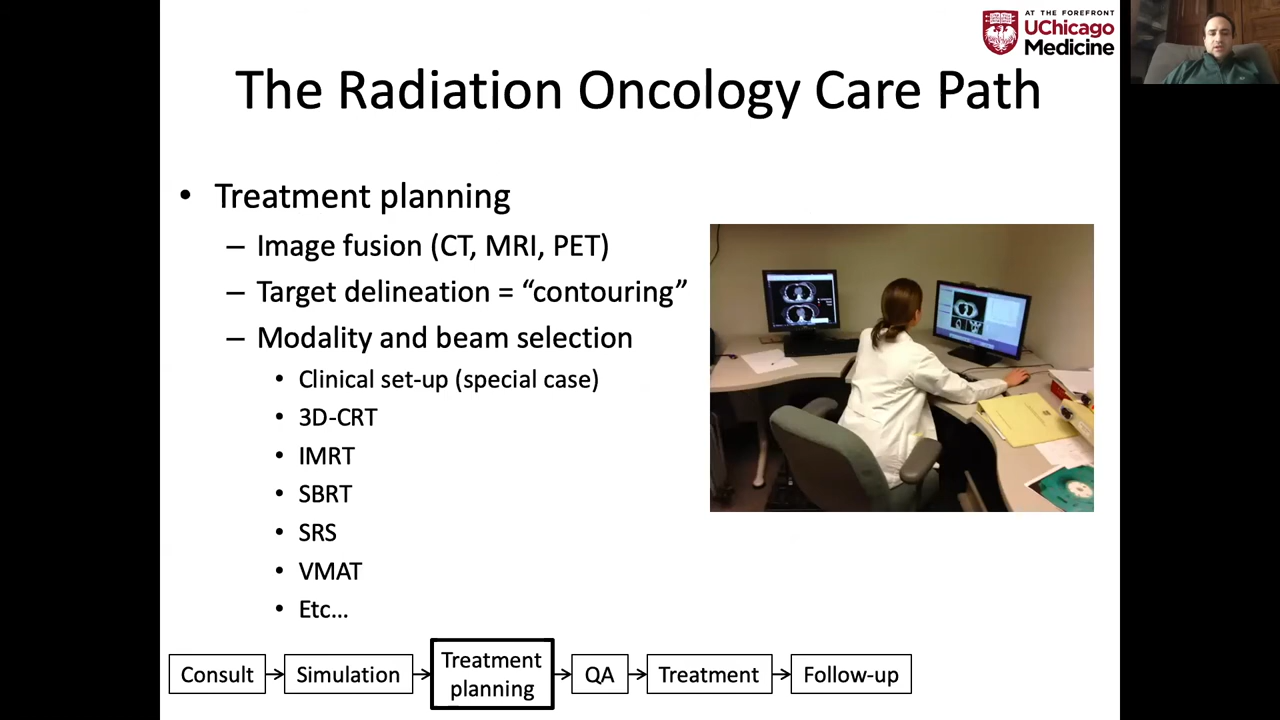 AT THE FOREFRONT
UChicago
Medicine
The Radiation Oncology Care Path
• Treatment planning
– Image fusion (CT, MRI, PET)
– Target delineation = “contouring”
– Modality and beam selection
• Clinical set-up (special case)
• 3D-CRT
• IMRT
• SBRT
• SRS
• VMAT
• Etc…
Consult
Simulation
Treatment
planning
QA
Treatment
Follow-up